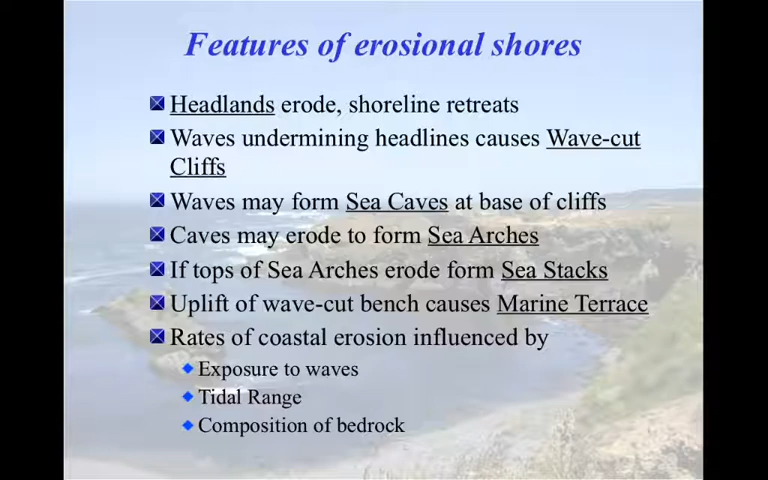 Features of erosional shores
Headlands erode, shoreline retreats
Waves undermining headlines causes Wave-cut
Cliffs
Waves may form Sea Caves at base of cliffs
Caves may erode to form Sea Arches
If tops of Sea Arches erode form Sea Stacks
Uplift of wave-cut bench causes Marine Terrace
Rates of coastal erosion influenced by
Exposure to waves
Tidal Range
Composition of bedrock